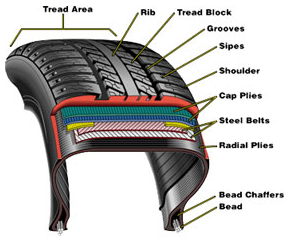 Tread Area
Rib
Tread Block
Grooves
Sipes
Shoulder
Cap Plies
Steel Belts
Radial Plies
Bead Chaffers
Bead